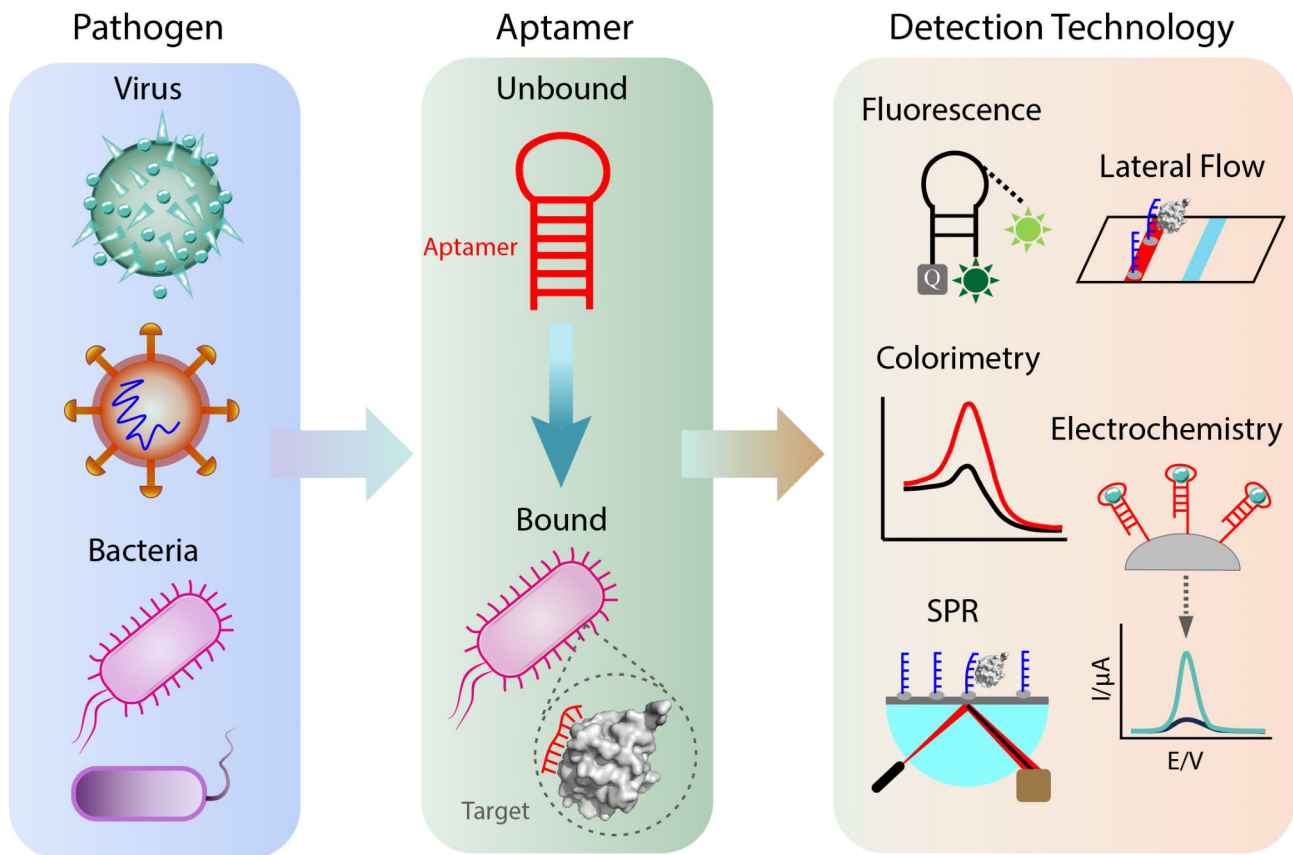 Pathogen
Virus
Bacteria
Aptamer
Unbound
Aptamer
Bound
Target
Detection Technology
Fluorescence
Q
Lateral Flow
Colorimetry
Electrochemistry
SPR
I/μA
E/V